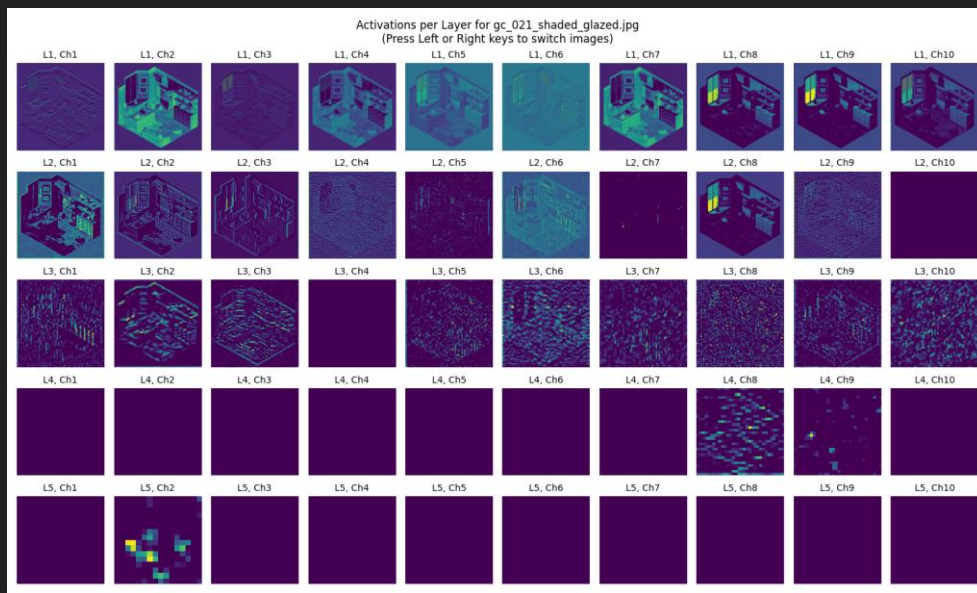 Activations per Layer for gc_021_shaded_glazed.jpg
(Press Left or Right keys to switch images)
L1, Ch1 L1, Ch2 L1, Ch3 L1, Ch4 L1, Ch5 L1, Ch6 L1, Ch7 L1, Ch8 L1, Ch9 L1, Ch10
L2, Ch1 L2, Ch2 L2, Ch3 L2, Ch4 L2, Ch5 L2, Ch6 L2, Ch7 L2, Ch8 L2, Ch9 L2, Ch10
L3, Ch1 L3, Ch2 L3, Ch3 L3, Ch4 L3, Ch5 L3, Ch6 L3, Ch7 L3, Ch8 L3, Ch9 L3, Ch10
L4, Ch1 L4, Ch2 L4, Ch3 L4, Ch4 L4, Ch5 L4, Ch6 L4, Ch7 L4, Ch8 L4, Ch9 L4, Ch10
L5, Ch1 L5, Ch2 L5, Ch3 L5, Ch4 L5, Ch5 L5, Ch6 L5, Ch7 L5, Ch8 L5, Ch9 L5, Ch10